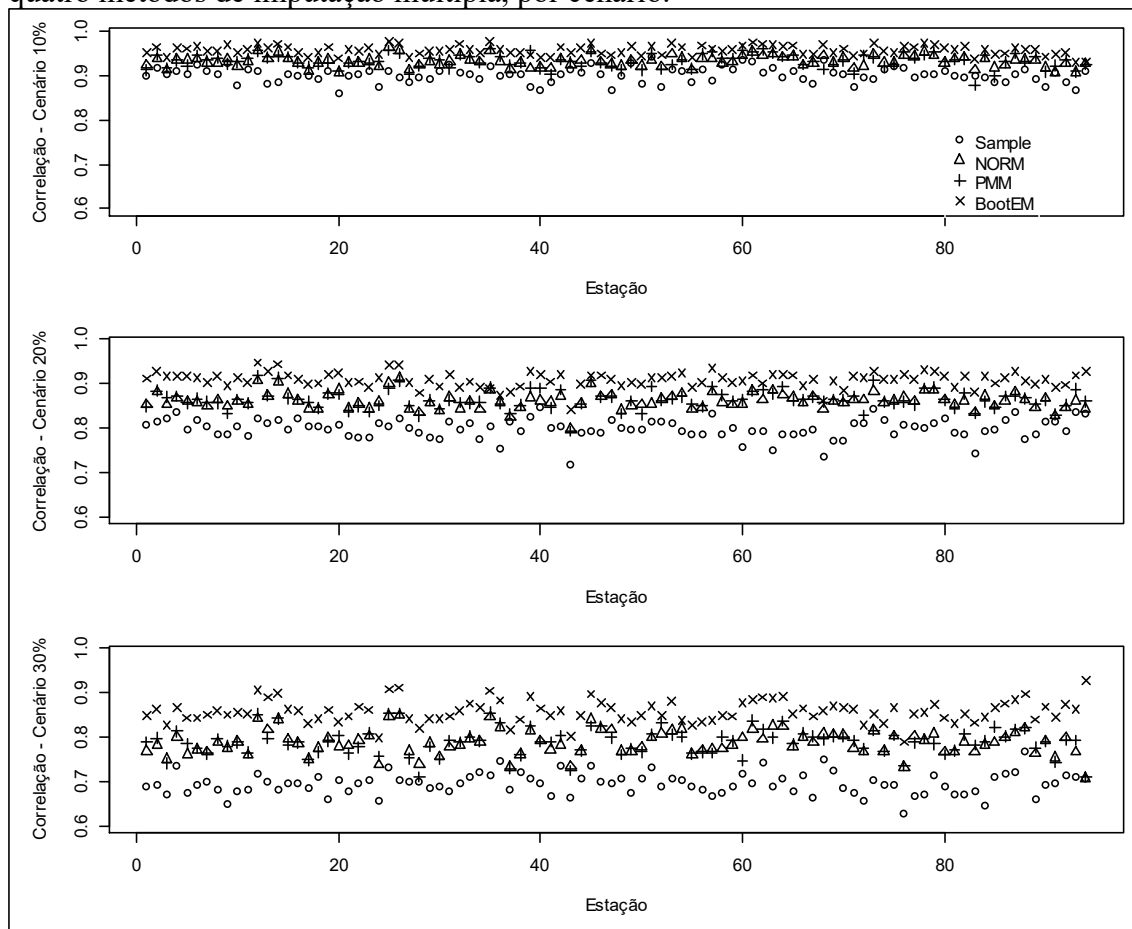 quatro métodos de imputação múltipla, por cenário.
Correlação - Cenário 10%
1.0
0.9
0.8
0.7
0.6
Sample
NORM
PMM
BootEM
0 20 40 60 80
Estação
Correlação - Cenário 20%
1.0
0.9
0.8
0.7
0.6
0 20 40 60 80
Estação
Correlação - Cenário 30%
1.0
0.9
0.8
0.7
0.6
0 20 40 60 80
Estação